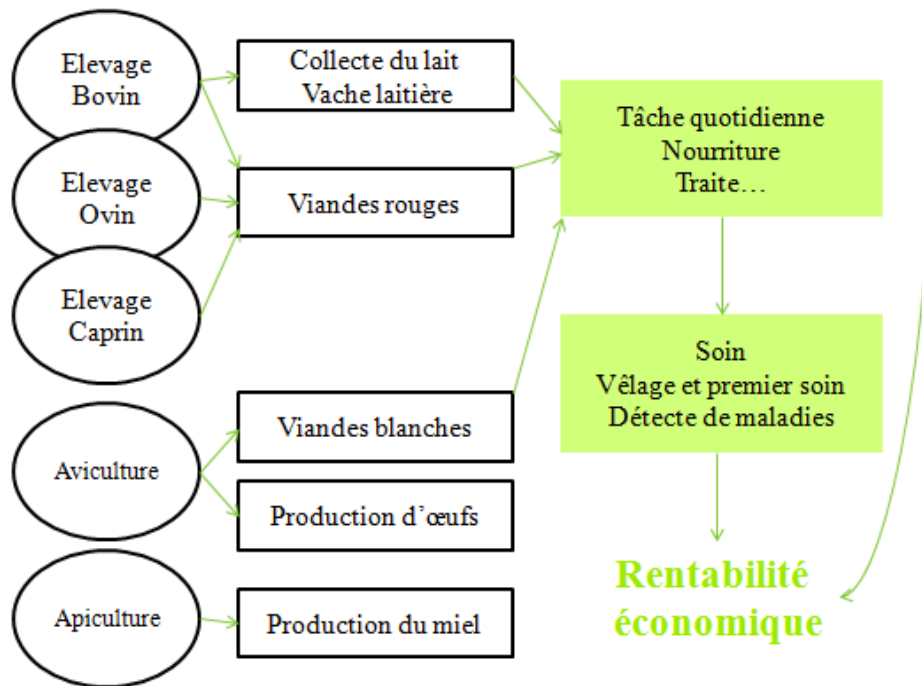 Elevage
Bovin
Collecte du lait
Vache laitière
Tâche quotidienne
Nourriture
Traite…
Elevage
Ovin
Viandes rouges
Elevage
Caprin
Soin
Vêlage et premier soin
Détecte de maladies
Aviculture
Viandes blanches
Production d’œufs
Rentabilité
économique
Apiculture
Production du miel